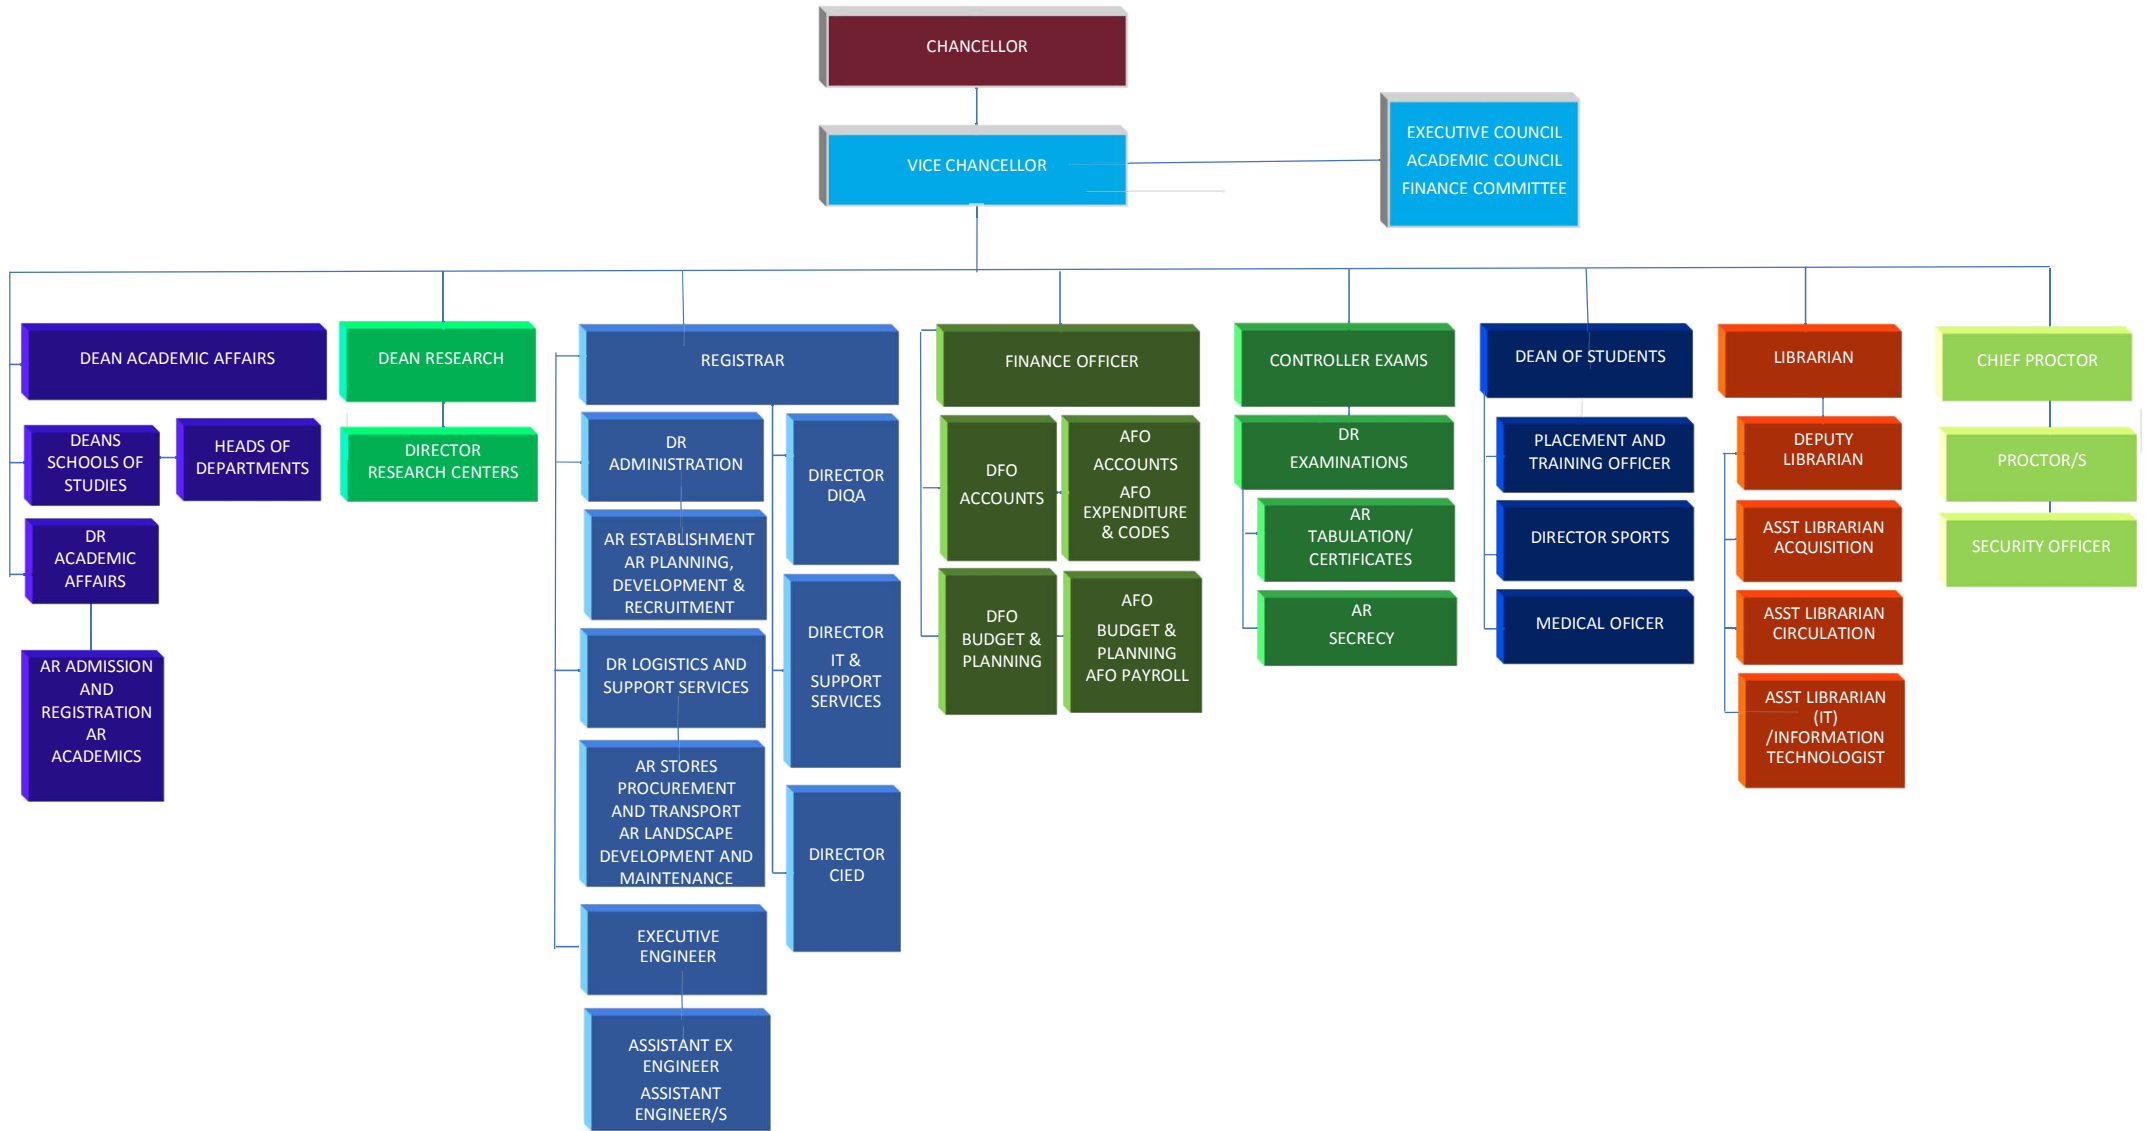 CHANCELLOR
VICE CHANCELLOR
EXECUTIVE COUNCIL
ACADEMIC COUNCIL
FINANCE COMMITTEE
DEAN ACADEMIC AFFAIRS
DEANS
SCHOOLS OF
STUDIES
HEADS OF
DEPARTMENTS
DR
ACADEMIC
AFFAIRS
AR ADMISSION
AND
REGISTRATION
AR
ACADEMICS
DEAN RESEARCH
DIRECTOR
RESEARCH CENTERS
REGISTRAR
DR
ADMINISTRATION
AR ESTABLISHMENT
AR PLANNING,
DEVELOPMENT &
RECRUITMENT
DR LOGISTICS AND
SUPPORT SERVICES
AR STORES
PROCUREMENT
AND TRANSPORT
AR LANDSCAPE
DEVELOPMENT AND
MAINTENANCE
EXECUTIVE
ENGINEER
ASSISTANT EX
ENGINEER
ASSISTANT
ENGINEER/S
DIRECTOR
DIQA
DIRECTOR
IT &
SUPPORT
SERVICES
DIRECTOR
CIED
FINANCE OFFICER
DFO
ACCOUNTS
AFO
ACCOUNTS
AFO
EXPENDITURE
& CODES
DFO
BUDGET &
PLANNING
AFO
BUDGET &
PLANNING
AFO PAYROLL
CONTROLLER EXAMS
DR
EXAMINATIONS
AR
TABULATION/
CERTIFICATES
AR
SECRECY
DEAN OF STUDENTS
PLACEMENT AND
TRAINING OFFICER
DIRECTOR SPORTS
MEDICAL OFICER
LIBRARIAN
DEPUTY
LIBRARIAN
ASST LIBRARIAN
ACQUISITION
ASST LIBRARIAN
CIRCULATION
ASST LIBRARIAN
(IT)
/INFORMATION
TECHNOLOGIST
CHIEF PROCTOR
PROCTOR/S
SECURITY OFFICER